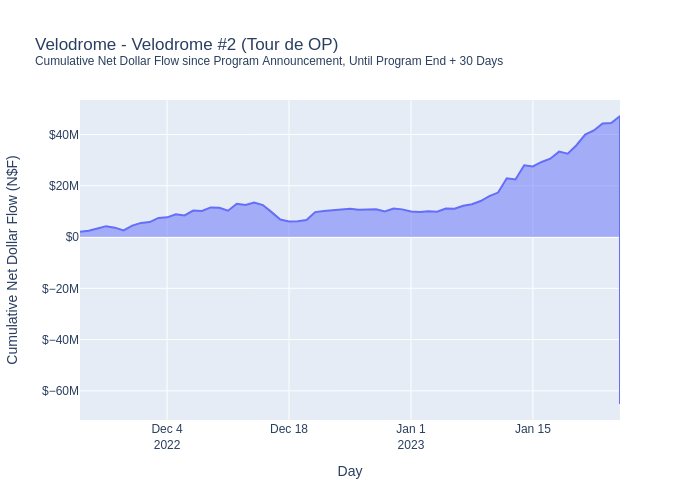 Velodrome - Velodrome #2 (Tour de OP)
Cumulative Net Dollar Flow since Program Announcement, Until Program End + 30 Days
Cumulative Net Dollar Flow (N$F)
$40M
$20M
$0
$−20M
$−40M
$−60M
Dec 4
2022
Dec 18
Jan 1
2023
Jan 15
Day